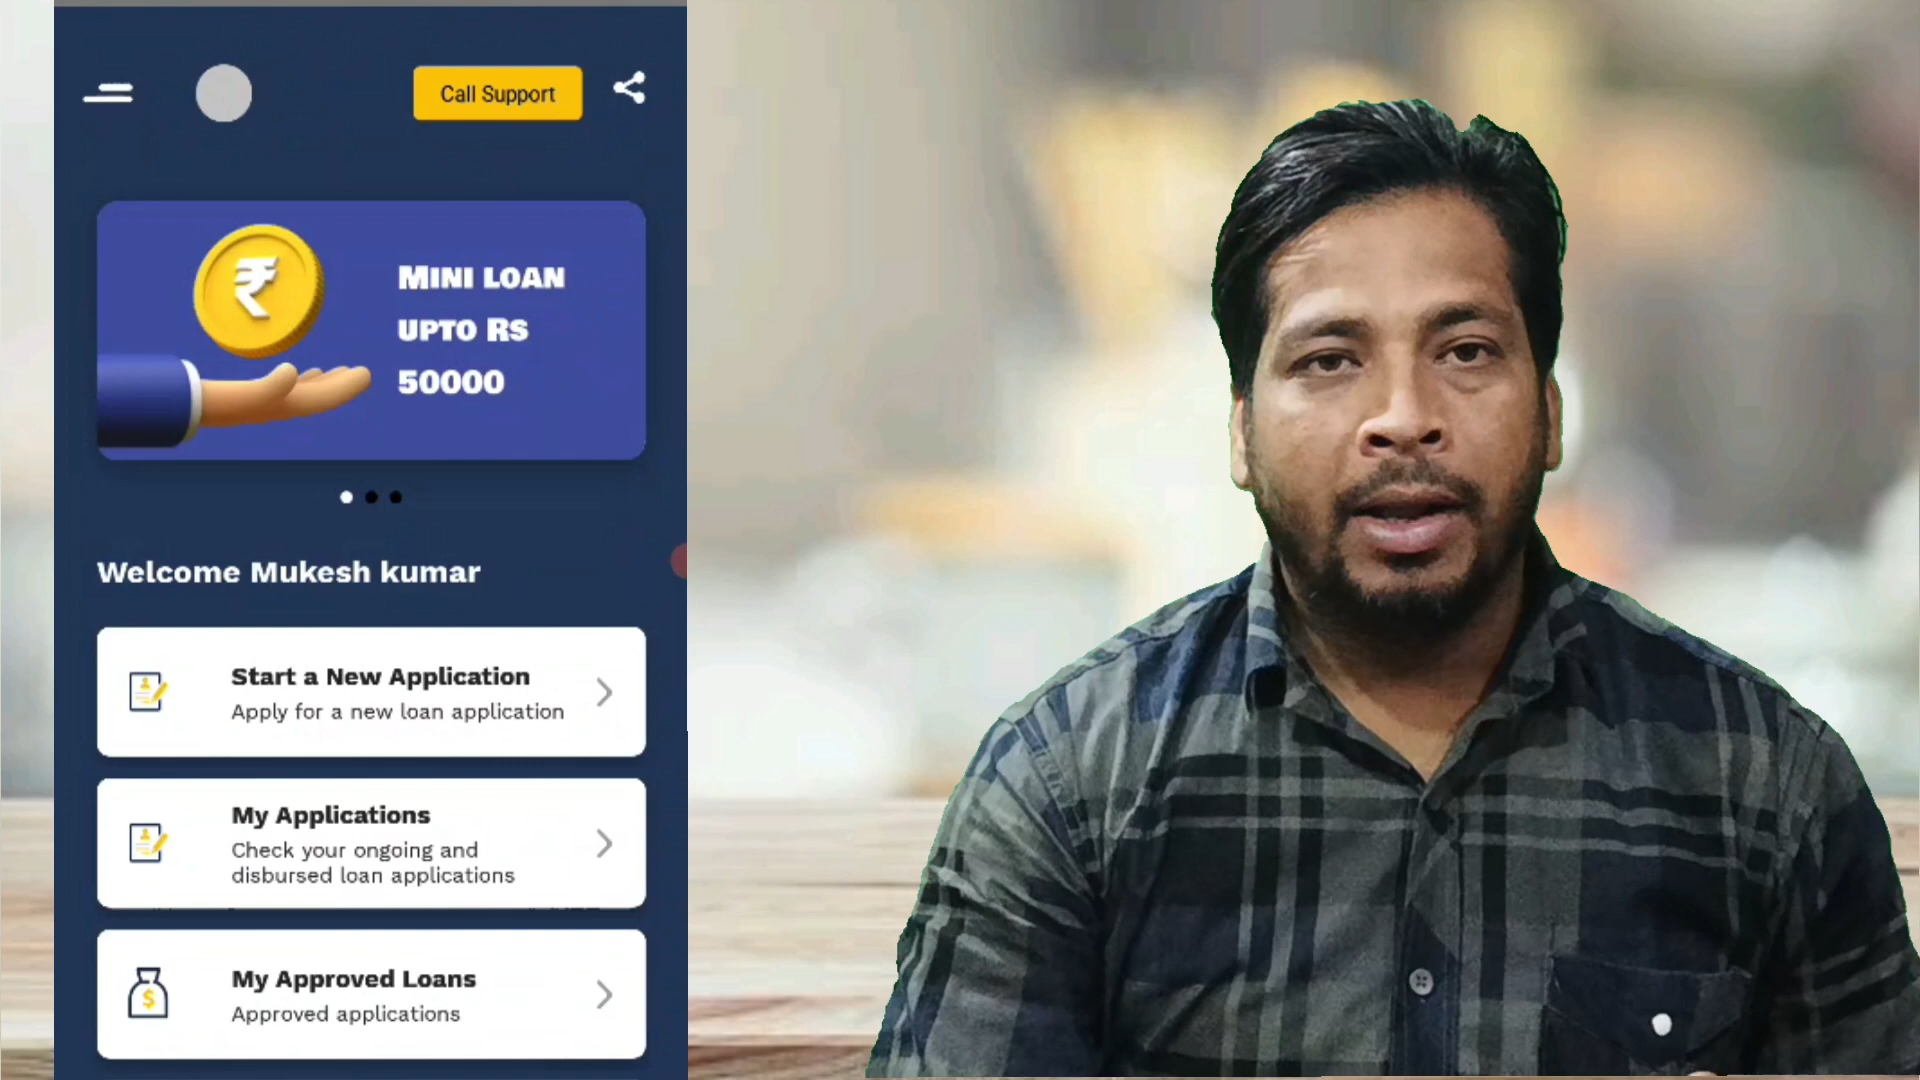 Call Support
MINI LOAN
UPTO RS
50000
Welcome Mukesh kumar
Start a New Application
Apply for a new loan application
My Applications
Check your ongoing and
disbursed loan applications
My Approved Loans
Approved applications